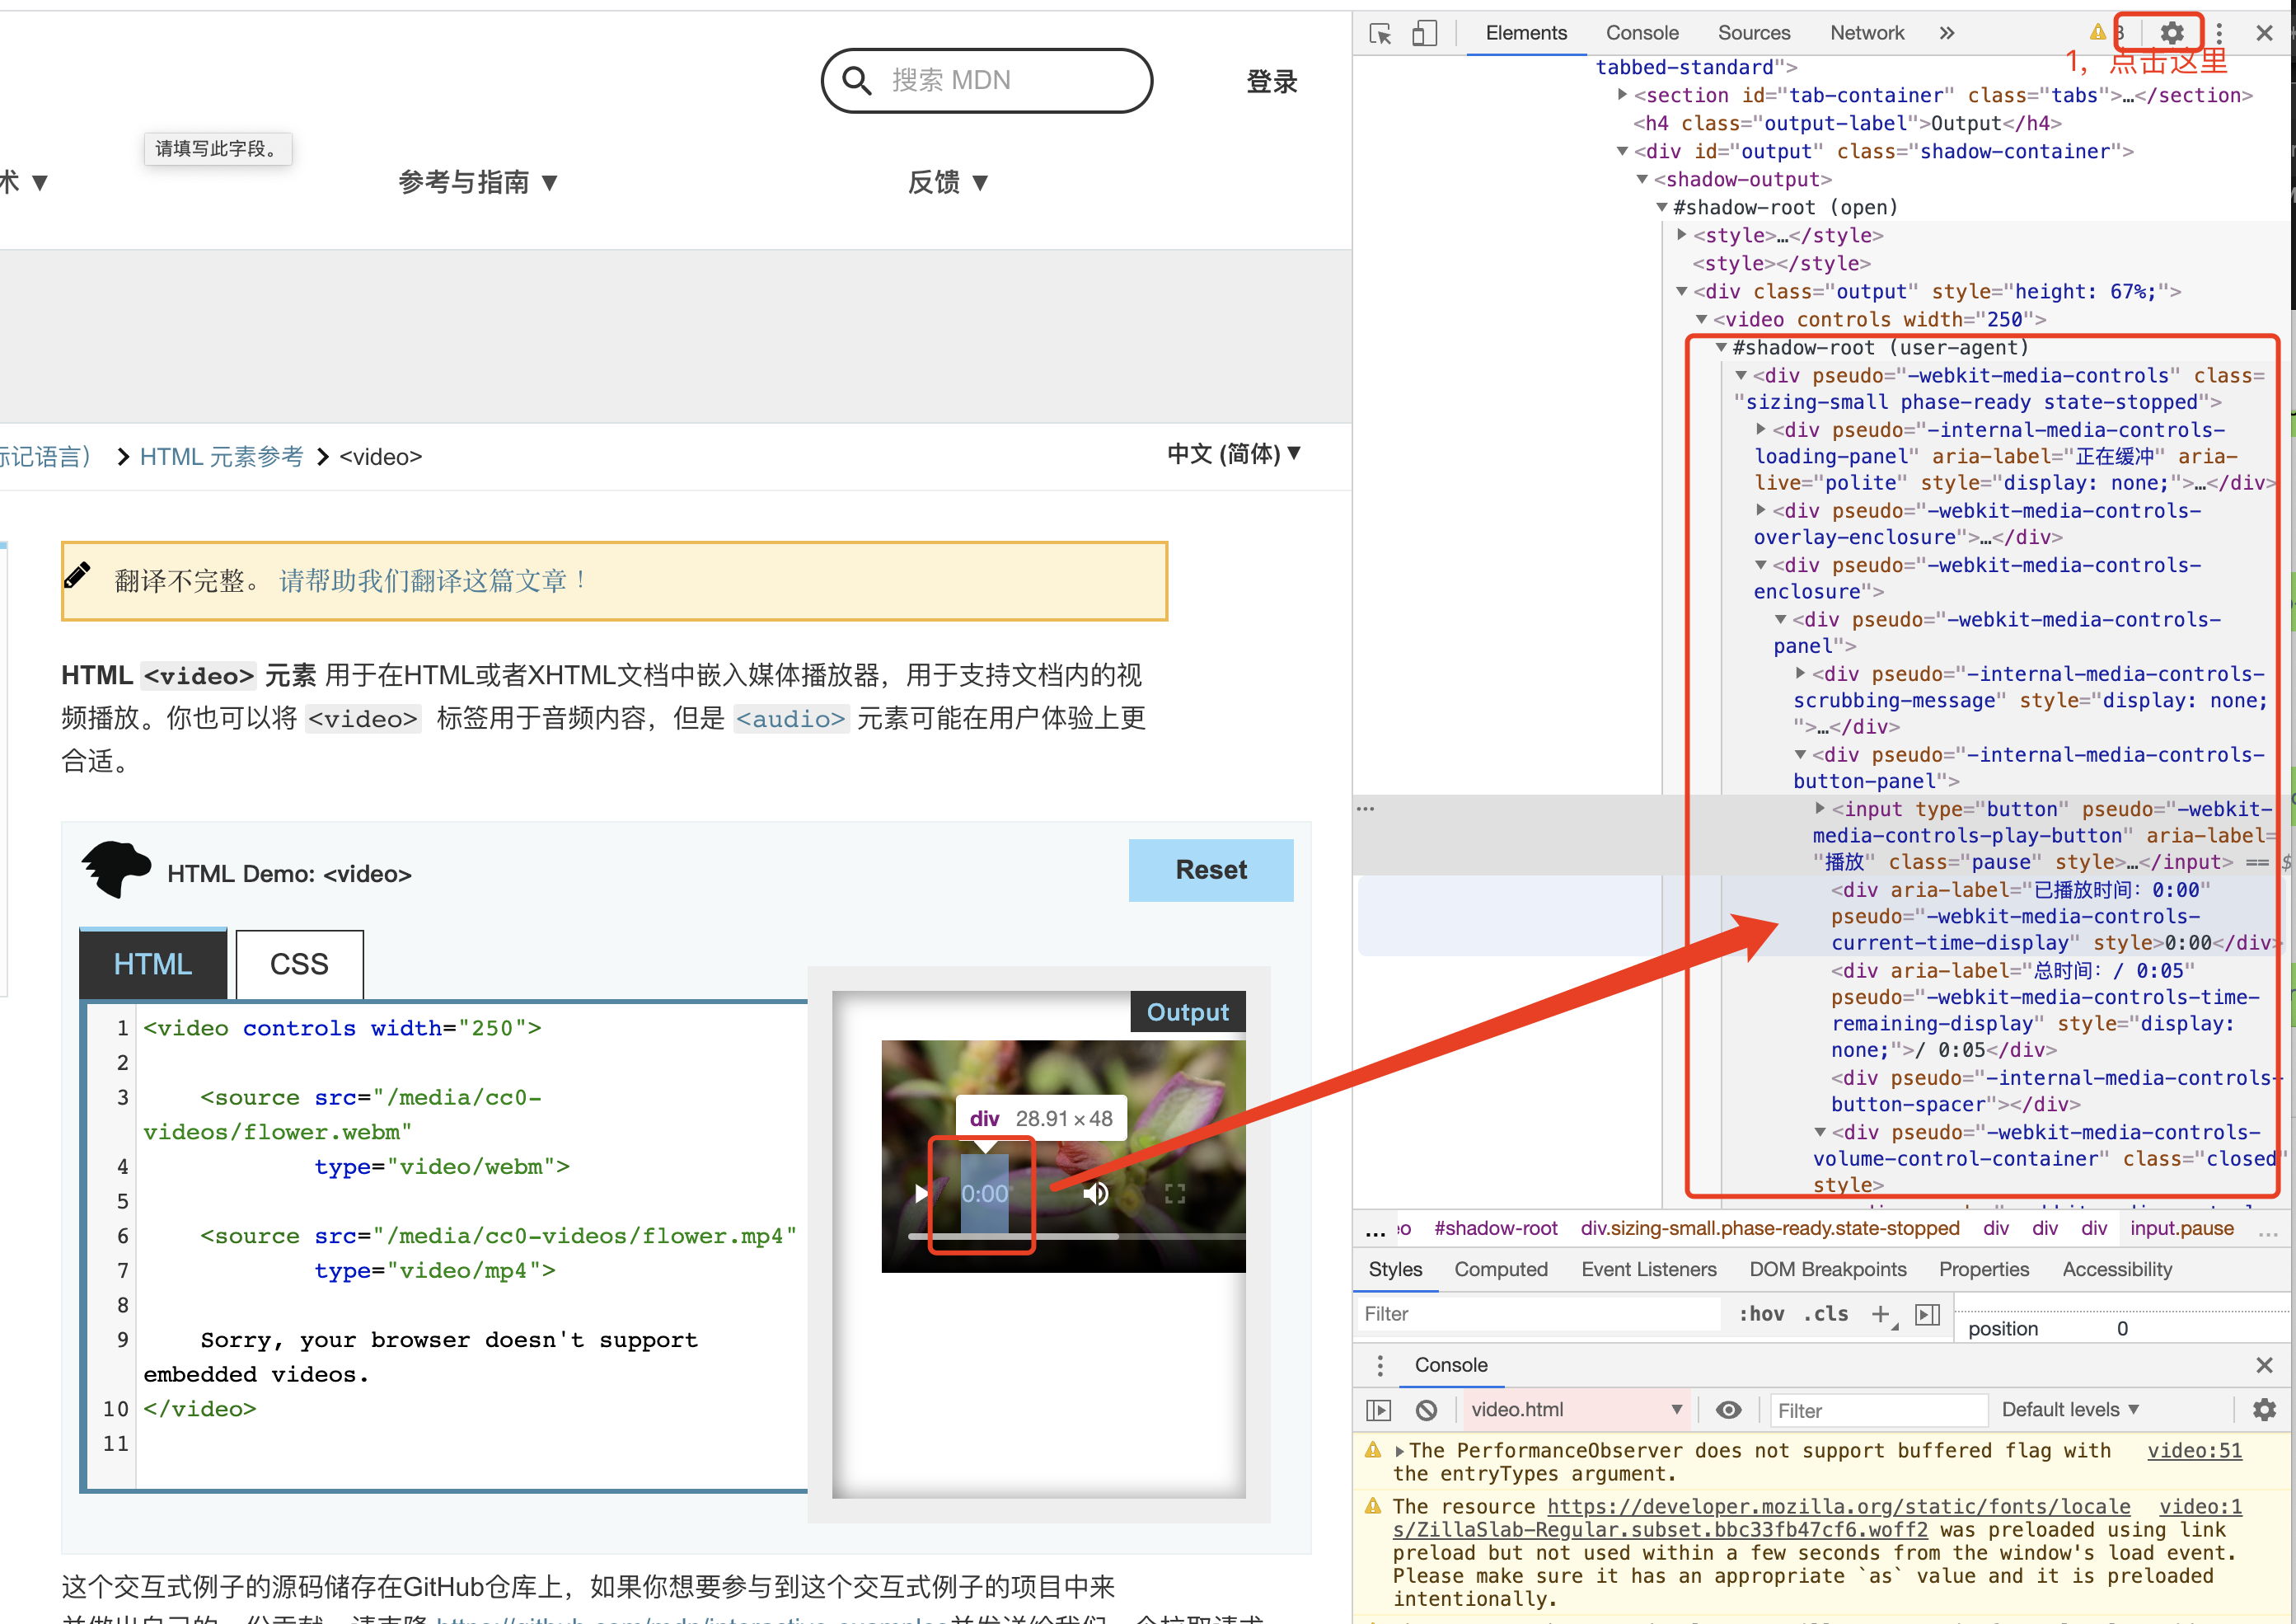 搜索 MDN
登录
请填写此字段。
术 ▼
参考与指南 ▼
反馈 ▼
标记语言） > HTML 元素参考 > <video>
中文 (简体) ▼
翻译不完整。 请帮助我们翻译这篇文章！
HTML <video> 元素 用于在HTML或者XHTML文档中嵌入媒体播放器，用于支持文档内的视
频播放。你也可以将 <video> 标签用于音频内容，但是 <audio> 元素可能在用户体验上更
合适。
HTML Demo: <video>
Reset
HTML
CSS
1 <video controls width="250">
2
3     <source src="/media/cc0-
videos/flower.webm"
4             type="video/webm">
5
6     <source src="/media/cc0-videos/flower.mp4"
7             type="video/mp4">
8
9     Sorry, your browser doesn't support
embedded videos.
10 </video>
11
Output
div 28.91 × 48
0:00
这个交互式例子的源码储存在GitHub仓库上，如果你想要参与到这个交互式例子的项目中来
Elements Console Sources Network »
3
1，点击这里
tabbed-standard">
<section id="tab-container" class="tabs">…</section>
<h4 class="output-label">Output</h4>
<div id="output" class="shadow-container">
<shadow-output>
#shadow-root (open)
<style>…</style>
<style></style>
<div class="output" style="height: 67%;">
<video controls width="250">
#shadow-root (user-agent)
<div pseudo="-webkit-media-controls" class=
"sizing-small phase-ready state-stopped">
<div pseudo="-internal-media-controls-
loading-panel" aria-label="正在缓冲" aria-
live="polite" style="display: none;">…</div>
<div pseudo="-webkit-media-controls-
overlay-enclosure">…</div>
<div pseudo="-webkit-media-controls-
enclosure">
<div pseudo="-webkit-media-controls-
panel">
<div pseudo="-internal-media-controls-
scrubbing-message" style="display: none;
">…</div>
<div pseudo="-internal-media-controls-
button-panel">
<input type="button" pseudo="-webkit-
media-controls-play-button" aria-label=
"播放" class="pause" style>…</input> == $
<div aria-label="已播放时间：0:00"
pseudo="-webkit-media-controls-
current-time-display" style>0:00</div>
<div aria-label="总时间：/ 0:05"
pseudo="-webkit-media-controls-time-
remaining-display" style="display:
none;">/ 0:05</div>
<div pseudo="-internal-media-controls-
button-spacer"></div>
<div pseudo="-webkit-media-controls-
volume-control-container" class="closed"
style>
… eo #shadow-root div.sizing-small.phase-ready.state-stopped div div div input.pause …
Styles Computed Event Listeners DOM Breakpoints Properties Accessibility
Filter :hov .cls +
position 0
Console
video.html ▼ Filter Default levels ▼
The PerformanceObserver does not support buffered flag with video:51
the entryTypes argument.
The resource https://developer.mozilla.org/static/fonts/locale video:1
s/ZillaSlab-Regular.subset.bbc33fb47cf6.woff2 was preloaded using link
preload but not used within a few seconds from the window's load event.
Please make sure it has an appropriate `as` value and it is preloaded
intentionally.